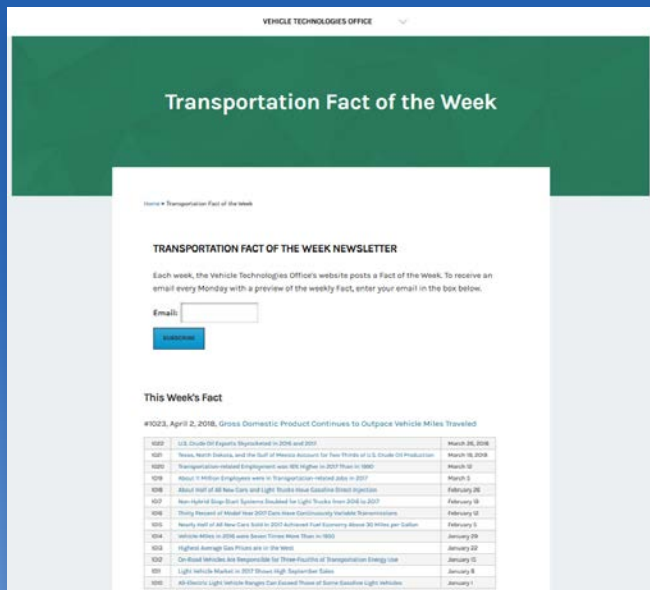 VEHICLE TECHNOLOGIES OFFICE
Transportation Fact of the Week
Home » Transportation Fact of the Week
TRANSPORTATION FACT OF THE WEEK NEWSLETTER
Each week, the Vehicle Technologies Office's website posts a Fact of the Week. To receive an
email every Monday with a preview of the weekly Fact, enter your email in the box below.
Email:
SUBSCRIBE
This Week's Fact
#1023, April 2, 2018, Gross Domestic Product Continues to Outpace Vehicle Miles Traveled
1022 U.S. Crude Oil Exports Skyrocketed in 2016 and 2017 March 26, 2018
1021 Texas, North Dakota, and the Gulf of Mexico Account for Two Thirds of U.S. Crude Oil Production March 19, 2018
1020 Transportation-related Employment was 16% Higher in 2017 Than in 1990 March 12
1019 About 11 Million Employees were in Transportation-related Jobs in 2017 March 5
1018 About Half of All New Cars and Light Trucks Have Gasoline Direct Injection February 26
1017 Non-Hybrid Stop-Start Systems Doubled for Light Trucks from 2016 to 2017 February 19
1016 Thirty Percent of Model Year 2017 Cars Have Continuously Variable Transmissions February 12
1015 Nearly Half of All New Cars Sold in 2017 Achieved Fuel Economy Above 30 Miles per Gallon February 5
1014 Vehicle Miles in 2016 were Seven Times More Than in 1950 January 29
1013 Highest Average Gas Prices are in the West January 22
1012 On-Road Vehicles Are Responsible for Three-Fourths of Transportation Energy Use January 15
1011 Light Vehicle Market in 2017 Shows High September Sales January 8
1010 All-Electric Light Vehicle Ranges Can Exceed Those of Some Gasoline Light Vehicles January 1